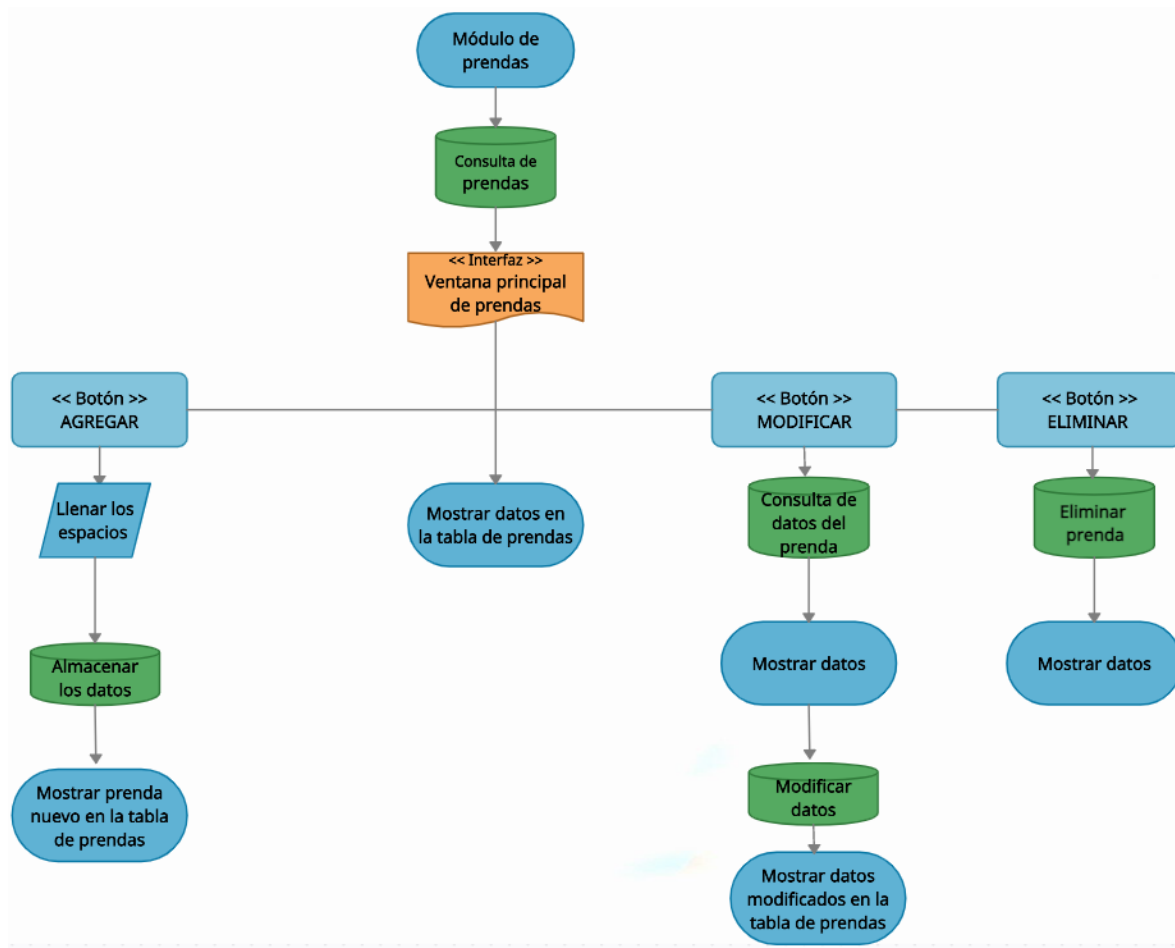 Módulo de
prendas
Consulta de
prendas
<< Interfaz >>
Ventana principal
de prendas
<< Botón >>
AGREGAR
<< Botón >>
MODIFICAR
<< Botón >>
ELIMINAR
Llenar los
espacios
Mostrar datos en
la tabla de prendas
Consulta de
datos del
prenda
Eliminar
prenda
Almacenar
los datos
Mostrar datos
Mostrar datos
Mostrar prenda
nuevo en la tabla
de prendas
Modificar
datos
Mostrar datos
modificados en la
tabla de prendas